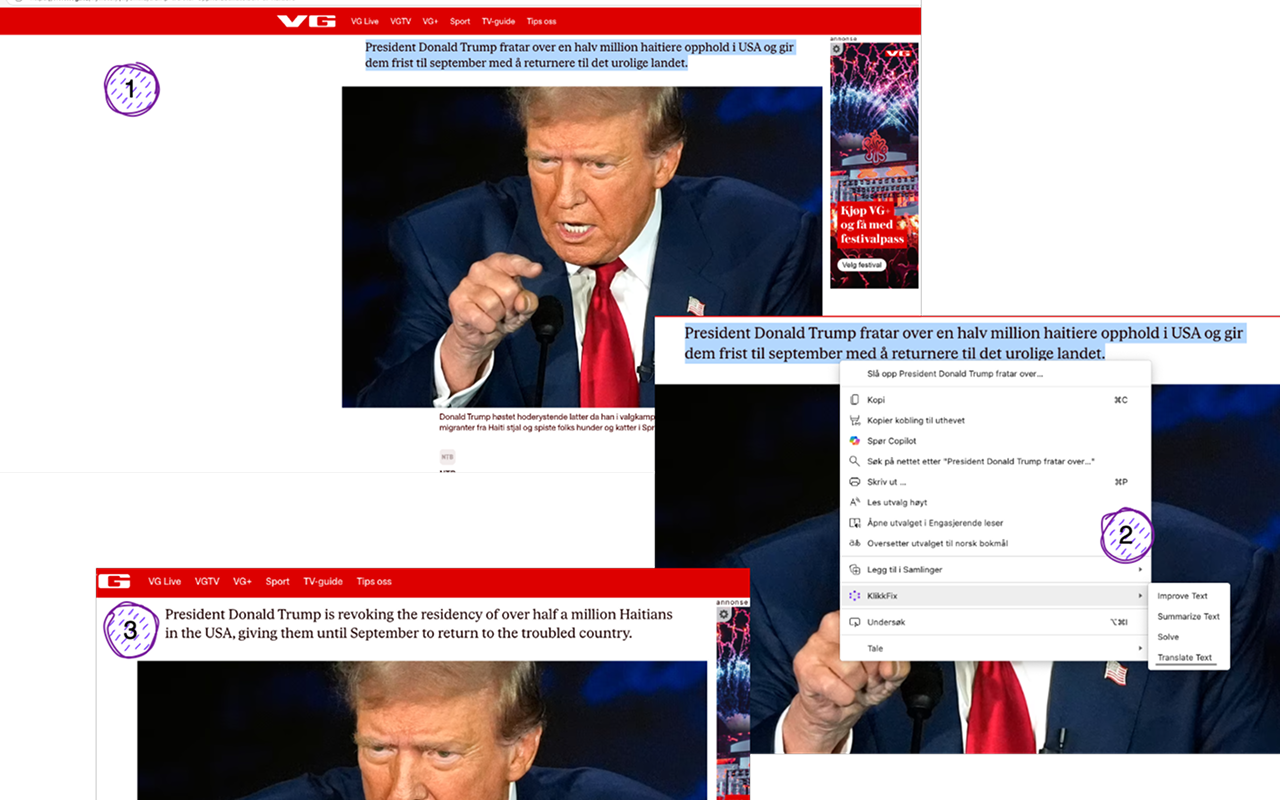 VG VG Live VGTV VG+ Sport TV-guide Tips oss
President Donald Trump fratar over en halv million haitiere opphold i USA og gir
dem frist til september med å returnere til det urolige landet.
1
annonse
VG
Kjøp VG+
og få med
festivalpass
Velg festival
Donald Trump høstet hoderystende latter da han i valgkamp
migranter fra Haiti stjal og spiste folks hunder og katter i Spr
NTB
President Donald Trump fratar over en halv million haitiere opphold i USA og gir
dem frist til september med å returnere til det urolige landet.
Slå opp President Donald Trump fratar over...
Kopi ⌘C
Kopier kobling til uthevet
Spør Copilot
Søk på nettet etter "President Donald Trump fratar over..."
Skriv ut ... ⌘P
Les utvalg høyt
Åpne utvalget i Engasjerende leser
2
Oversetter utvalget til norsk bokmål
Legg til i Samlinger
KlikkFix
Undersøk ⌥⌘I
Tale
Improve Text
Summarize Text
Solve
Translate Text
G VG Live VGTV VG+ Sport TV-guide Tips oss
annonse
3
President Donald Trump is revoking the residency of over half a million Haitians
in the USA, giving them until September to return to the troubled country.